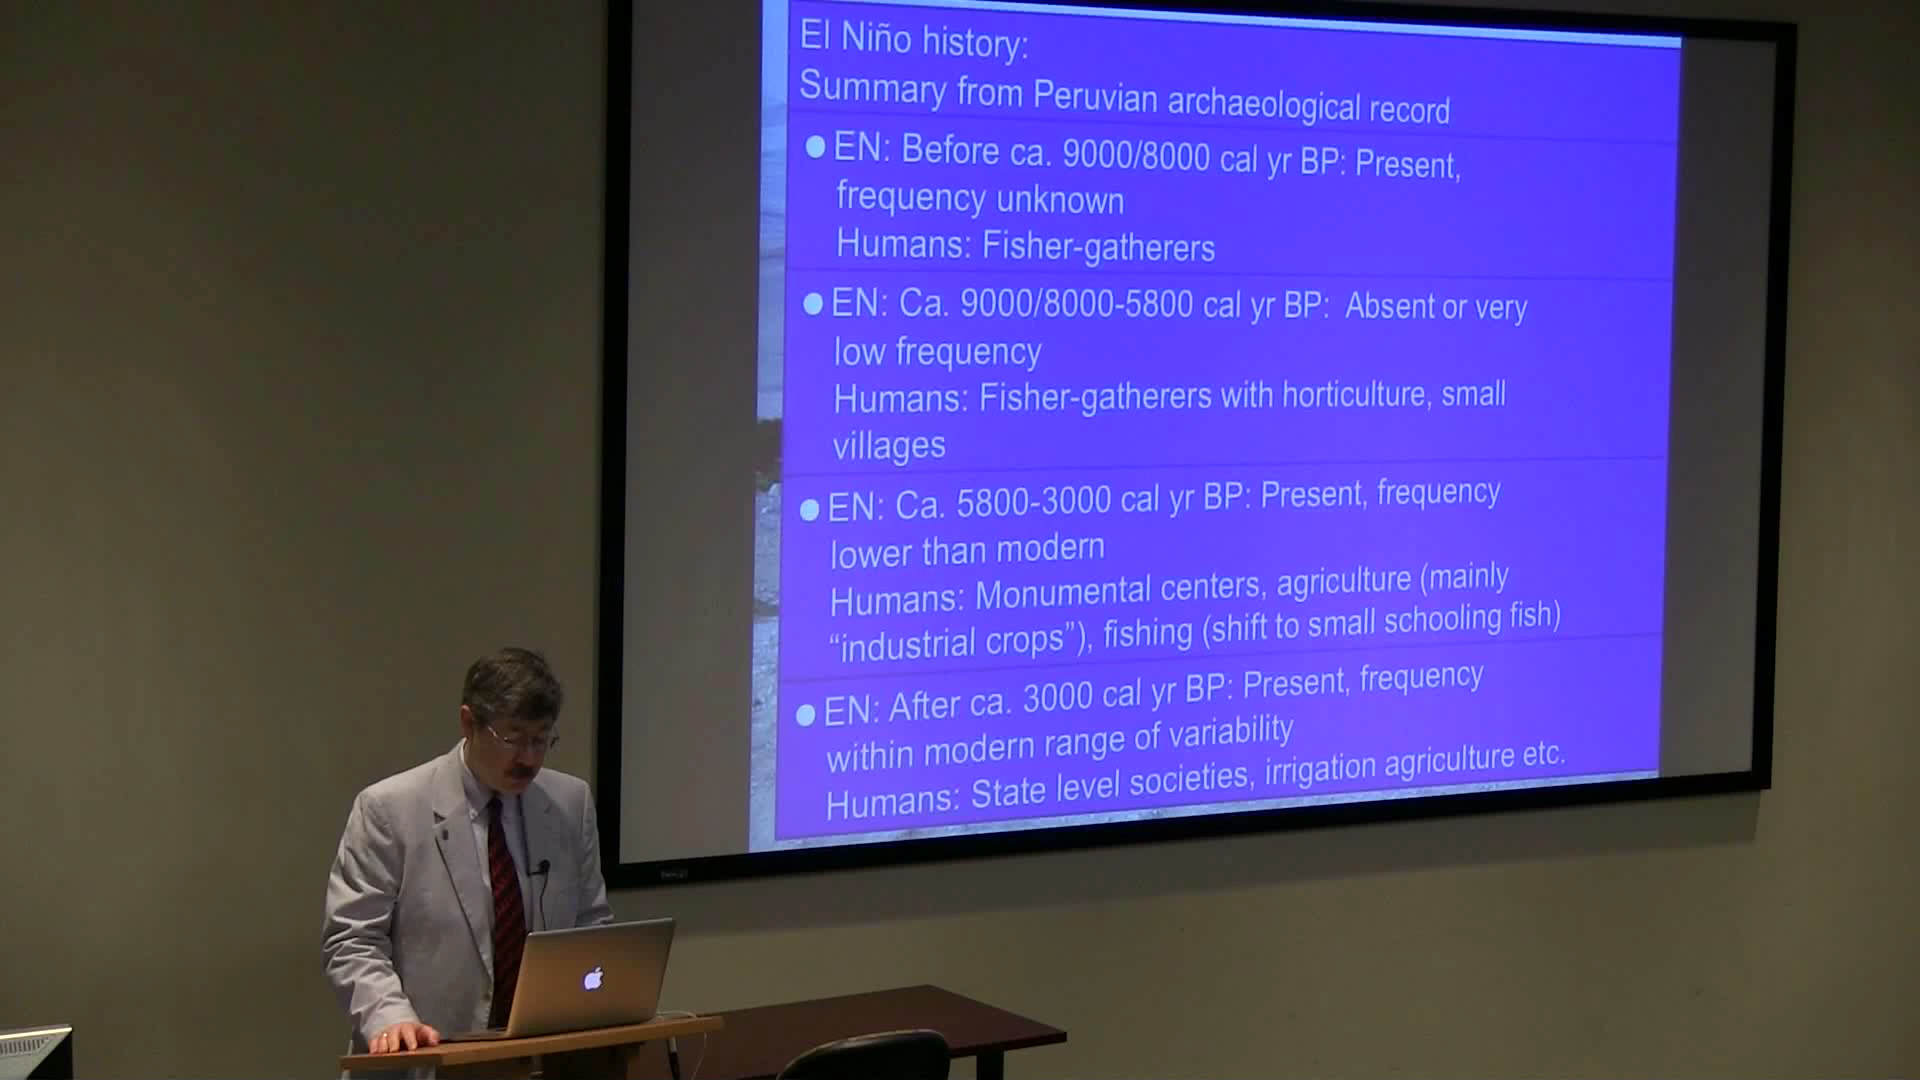 El Niño history:
Summary from Peruvian archaeological record
EN: Before ca. 9000/8000 cal yr BP: Present,
frequency unknown
Humans: Fisher-gatherers
EN: Ca. 9000/8000-5800 cal yr BP: Absent or very
low frequency
Humans: Fisher-gatherers with horticulture, small
villages
EN: Ca. 5800-3000 cal yr BP: Present, frequency
lower than modern
Humans: Monumental centers, agriculture (mainly
“industrial crops”), fishing (shift to small schooling fish)
EN: After ca. 3000 cal yr BP: Present, frequency
within modern range of variability
Humans: State level societies, irrigation agriculture etc.